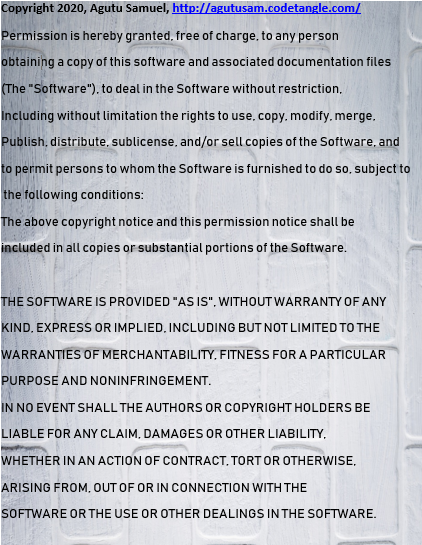 Copyright 2020, Agutu Samuel, http://agutusam.codetangle.com/
Permission is hereby granted, free of charge, to any person
obtaining a copy of this software and associated documentation files
(The "Software"), to deal in the Software without restriction,
Including without limitation the rights to use, copy, modify, merge,
Publish, distribute, sublicense, and/or sell copies of the Software, and
to permit persons to whom the Software is furnished to do so, subject to
the following conditions:
The above copyright notice and this permission notice shall be
included in all copies or substantial portions of the Software.
THE SOFTWARE IS PROVIDED "AS IS", WITHOUT WARRANTY OF ANY
KIND, EXPRESS OR IMPLIED, INCLUDING BUT NOT LIMITED TO THE
WARRANTIES OF MERCHANTABILITY, FITNESS FOR A PARTICULAR
PURPOSE AND NONINFRINGEMENT.
IN NO EVENT SHALL THE AUTHORS OR COPYRIGHT HOLDERS BE
LIABLE FOR ANY CLAIM, DAMAGES OR OTHER LIABILITY,
WHETHER IN AN ACTION OF CONTRACT, TORT OR OTHERWISE,
ARISING FROM, OUT OF OR IN CONNECTION WITH THE
SOFTWARE OR THE USE OR OTHER DEALINGS IN THE SOFTWARE.